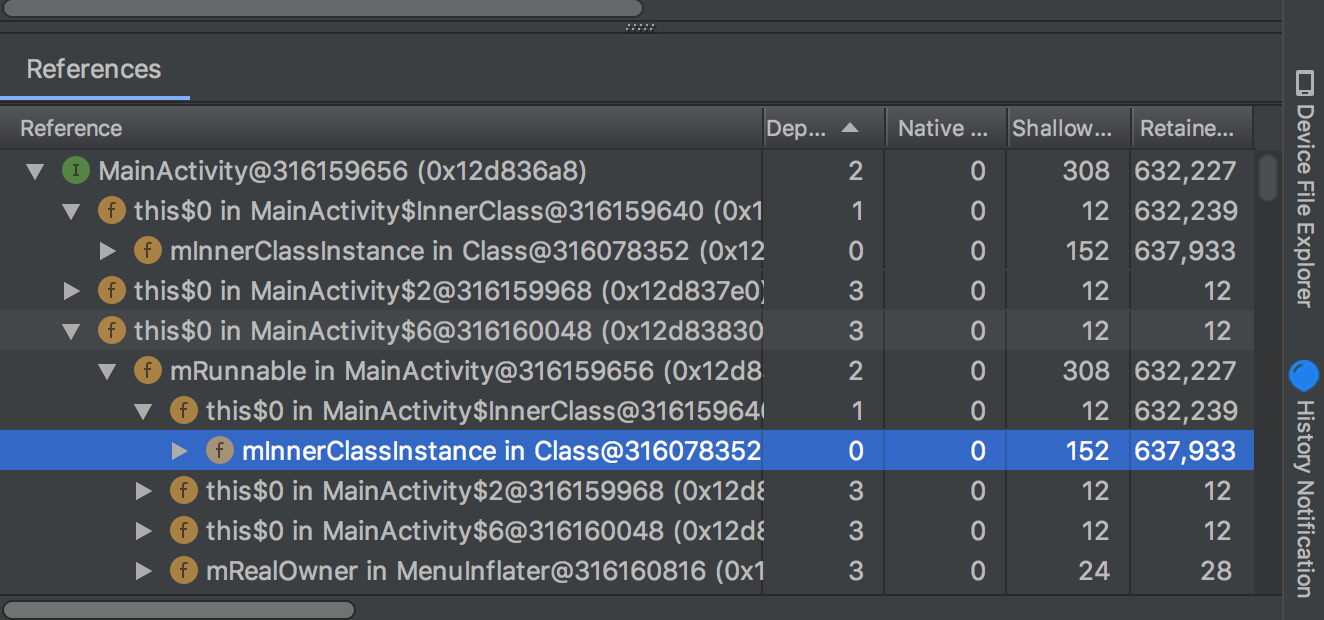 References
Reference Dep... Native ... Shallow... Retaine...
I MainActivity@316159656 (0x12d836a8) 2 0 308 632,227
f this$0 in MainActivity$InnerClass@316159640 (0x1 1 0 12 632,239
f mInnerClassInstance in Class@316078352 (0x12 0 0 152 637,933
f this$0 in MainActivity$2@316159968 (0x12d837e0) 3 0 12 12
f this$0 in MainActivity$6@316160048 (0x12d83830 3 0 12 12
f mRunnable in MainActivity@316159656 (0x12d8 2 0 308 632,227
f this$0 in MainActivity$InnerClass@316159640 1 0 12 632,239
f mInnerClassInstance in Class@316078352 0 0 152 637,933
f this$0 in MainActivity$2@316159968 (0x12d8 3 0 12 12
f this$0 in MainActivity$6@316160048 (0x12d8 3 0 12 12
f mRealOwner in MenuInflater@316160816 (0x1 3 0 24 28
Device File Explorer
History Notification